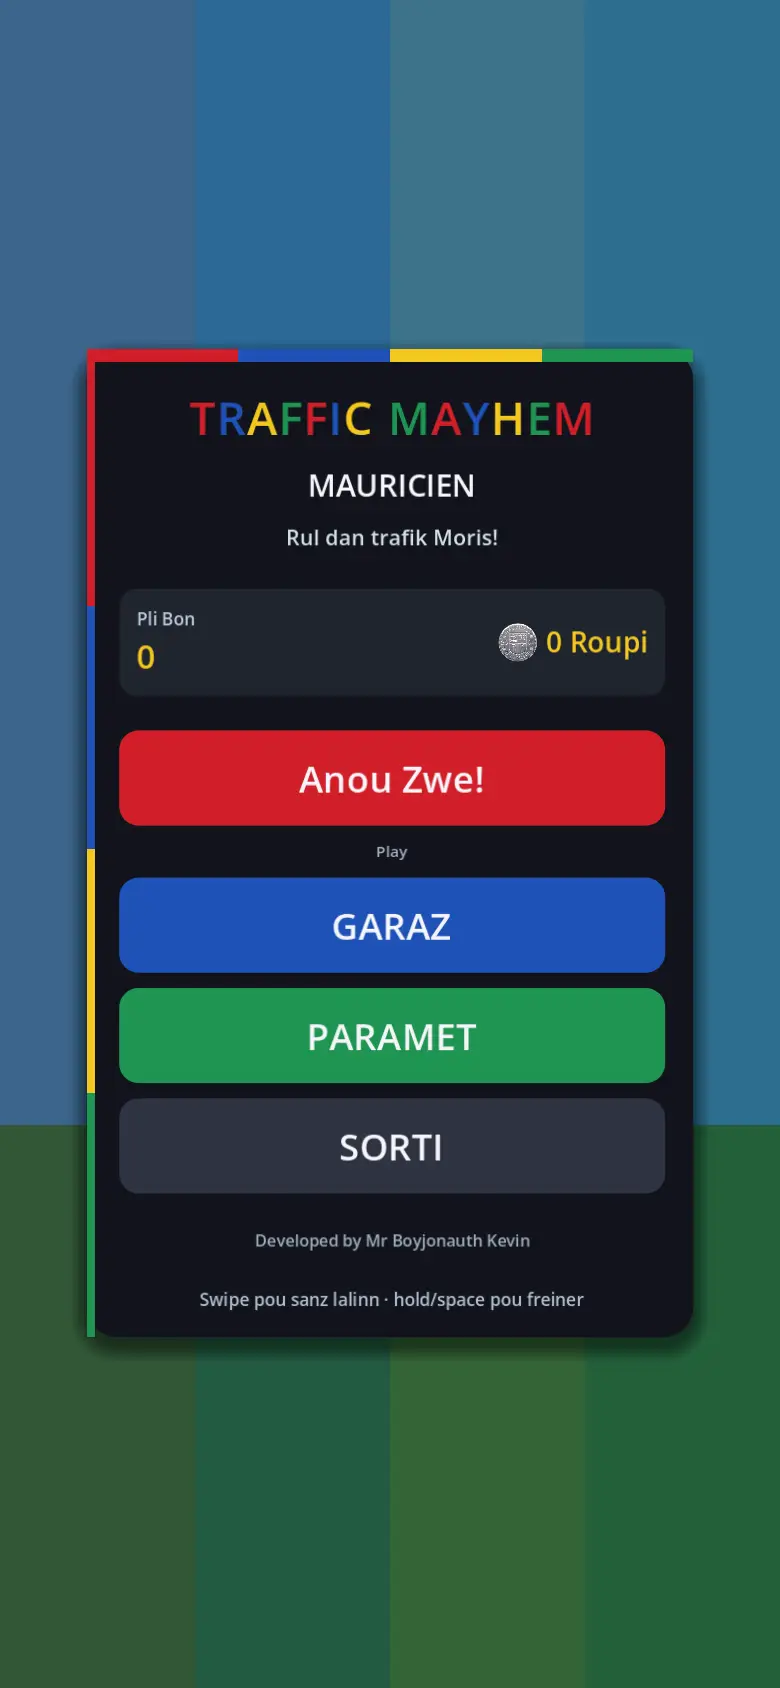 TRAFFIC MAYHEM
MAURICIEN
Rul dan trafik Moris!
Pli Bon
0
0 Roupi
Anou Zwe!
Play
GARAZ
PARAMET
SORTI
Developed by Mr Boyjonauth Kevin
Swipe pou sanz lalinn · hold/space pou freiner